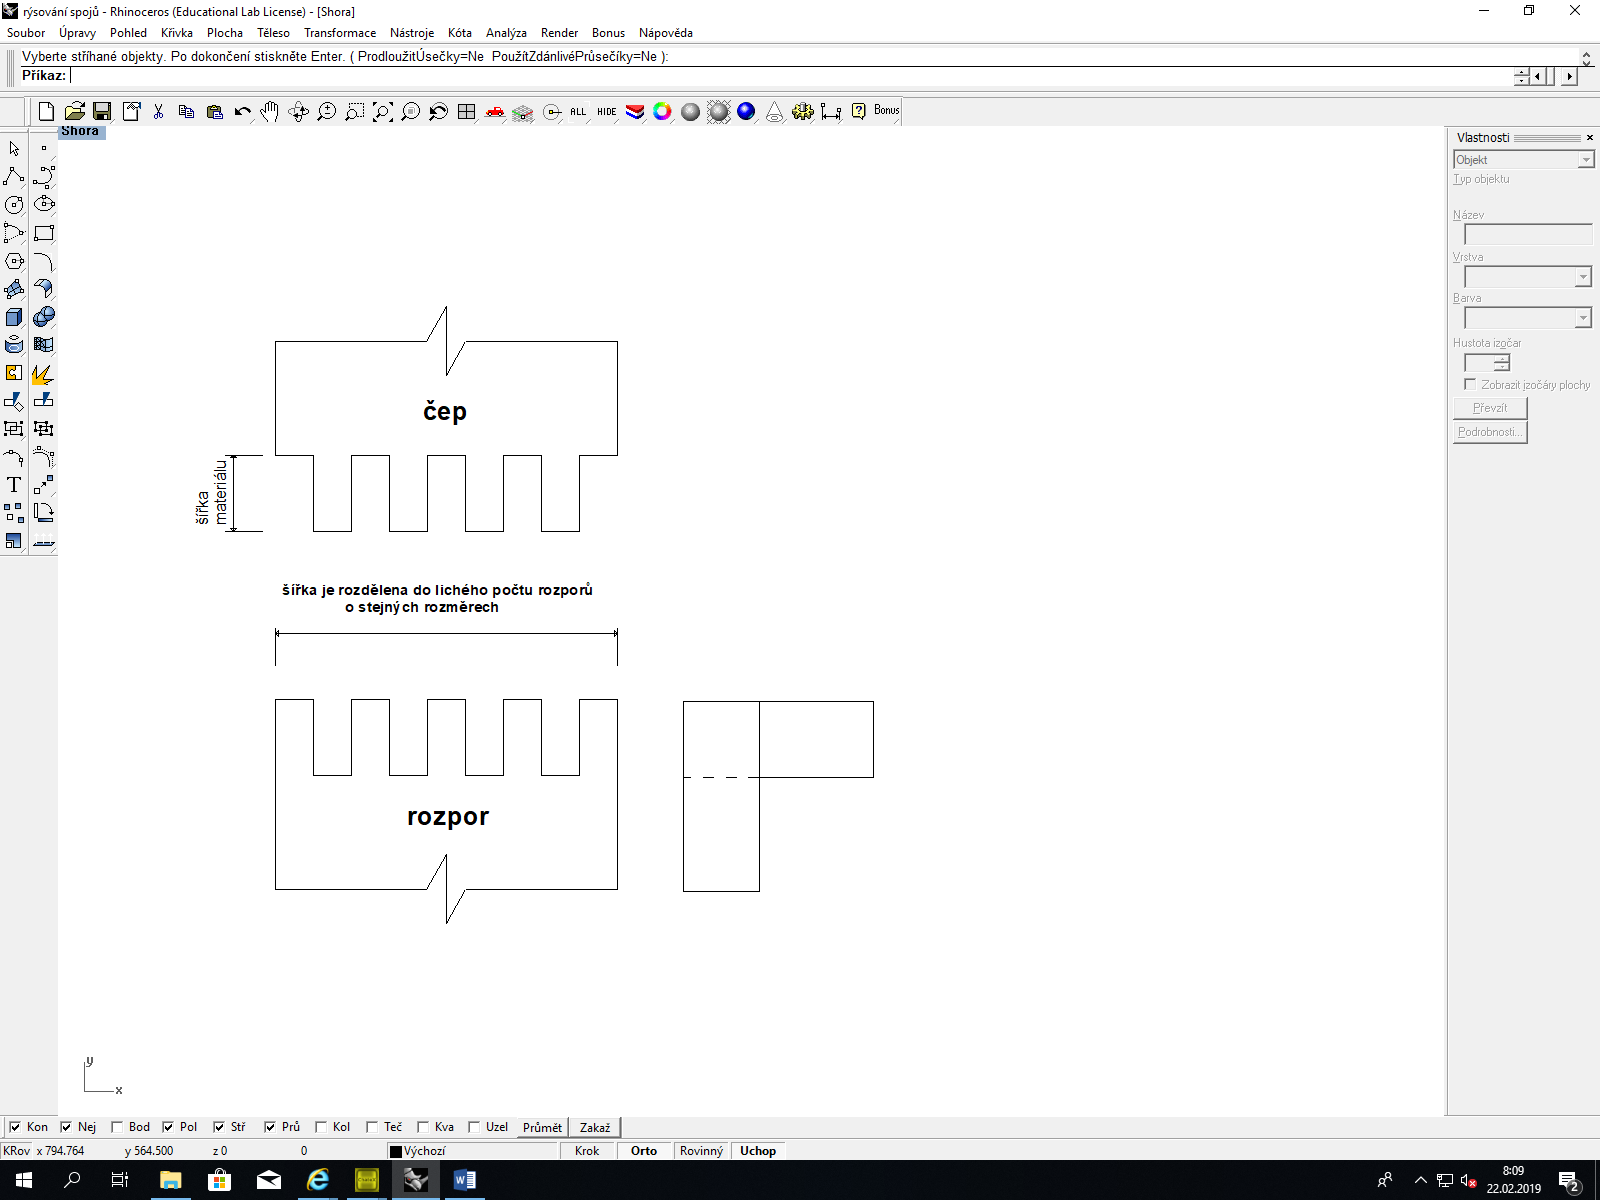 rýsování spojů - Rhinoceros (Educational Lab License) - [Shora]
Soubor Úpravy Pohled Křivka Plocha Těleso Transformace Nástroje Kóta Analýza Render Bonus Nápověda
Vyberte stříhané objekty. Po dokončení stiskněte Enter. ( ProdloužitÚsečky=Ne PoužítZdánlivéPrůsečíky=Ne ):
Příkaz:
ALL HIDE Bonus
Shora
Vlastnosti
Objekt
Typ objektu
Název
Vrstva
Barva
Hustota izočar
Zobrazit izočáry plochy
Převzít
Podrobnosti...
čep
šířka
materiálu
šířka je rozdělena do lichého počtu rozporů
o stejných rozměrech
rozpor
y
x
Kon Nej Bod Pol Stř Prů Kol Teč Kva Uzel Průmět Zakaž
KRov x 794.764 y 564.500 z 0 0 Výchozí Krok Orto Rovinný Uchop
8:09
22.02.2019
2